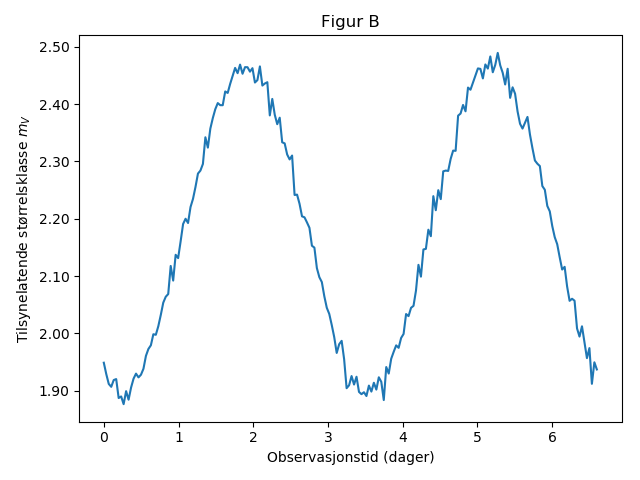 Figur B
Tilsynelatende størrelsklasse $m_V$
2.50
2.40
2.30
2.20
2.10
2.00
1.90
0 1 2 3 4 5 6
Observasjonstid (dager)